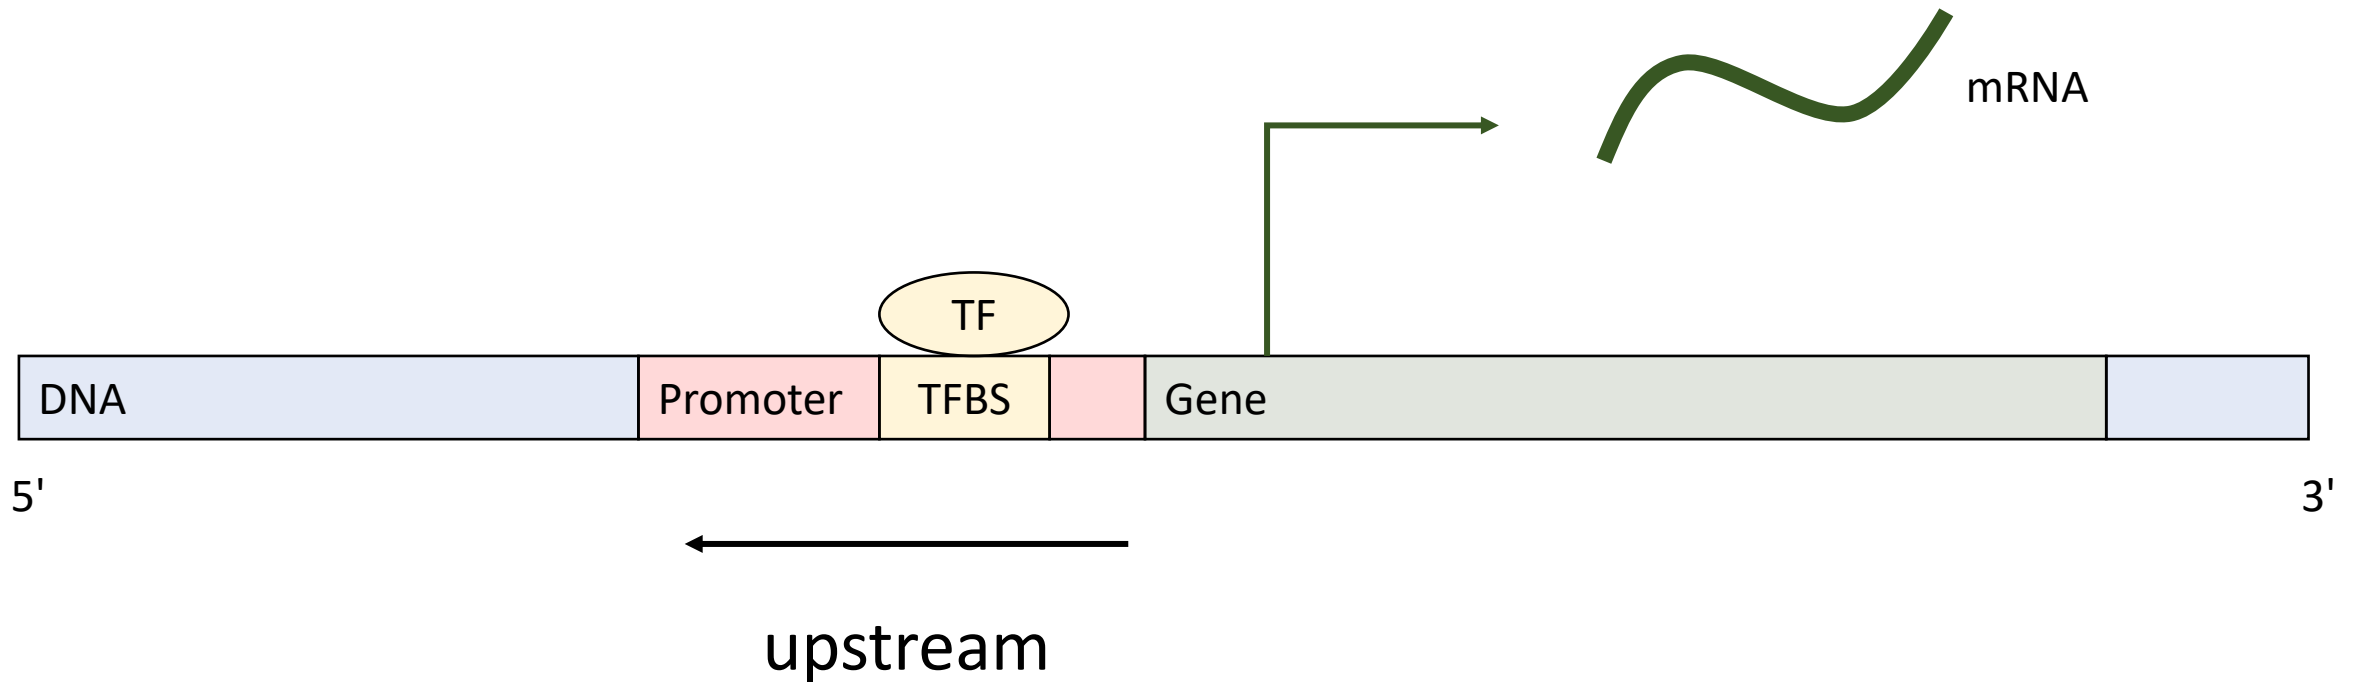 mRNA
TF
DNA
Promoter
TFBS
Gene
5'
3'
upstream